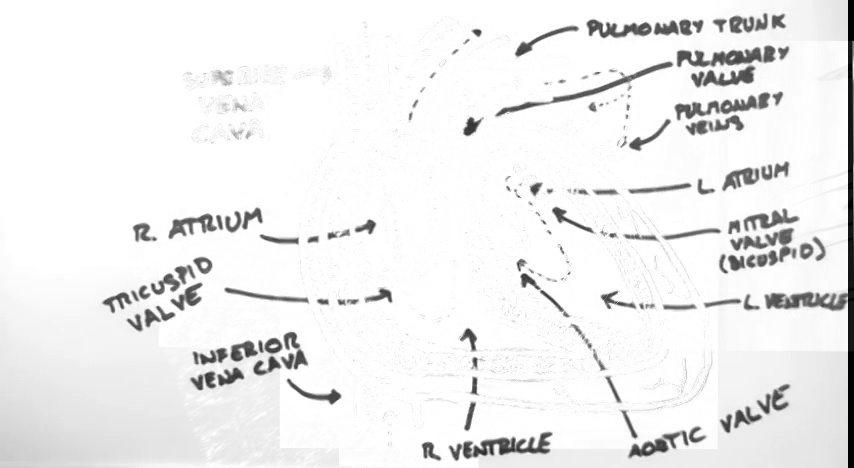 PULMONARY TRUNK
PULMONARY
VALVE
SUPERIOR
VENA
CAVA
PULMONARY
VEINS
L. ATRIUM
R. ATRIUM
MITRAL
VALVE
(BICUSPID)
TRICUSPID
VALVE
L. VENTRICLE
INFERIOR
VENA CAVA
R. VENTRICLE
AORTIC VALVE